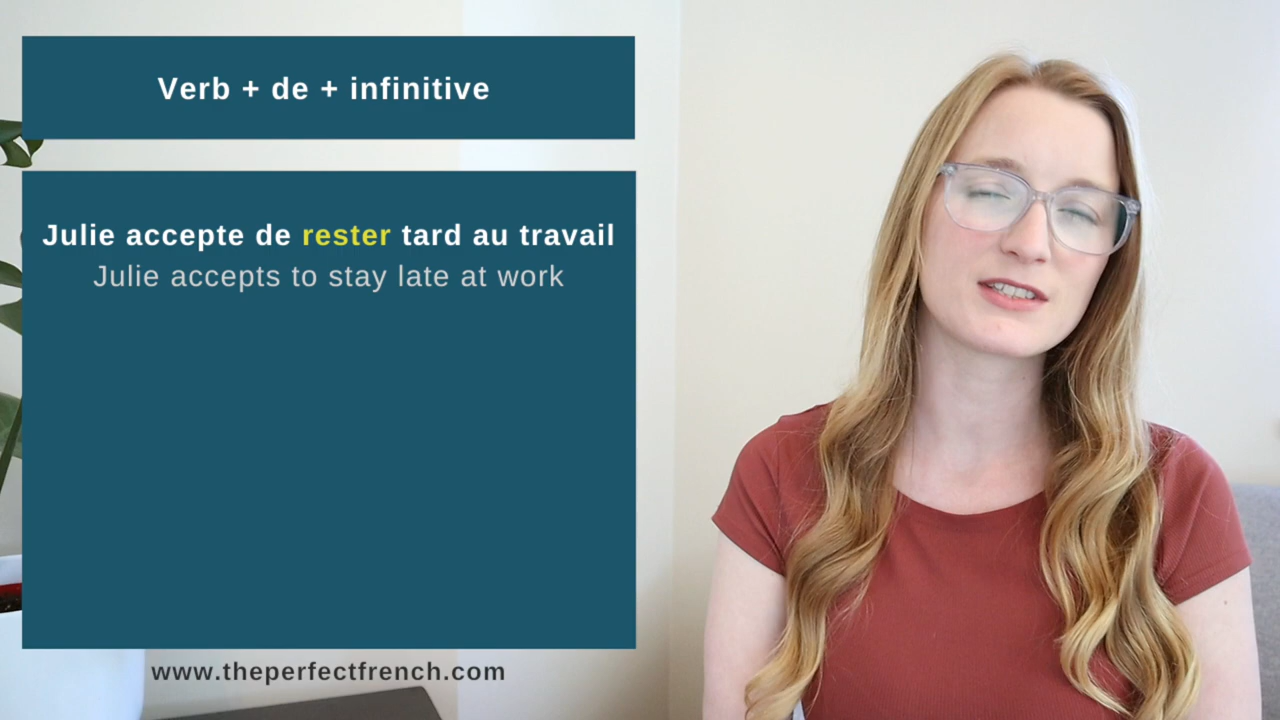 Verb + de + infinitive
Julie accepte de rester tard au travail
Julie accepts to stay late at work
www.theperfectfrench.com